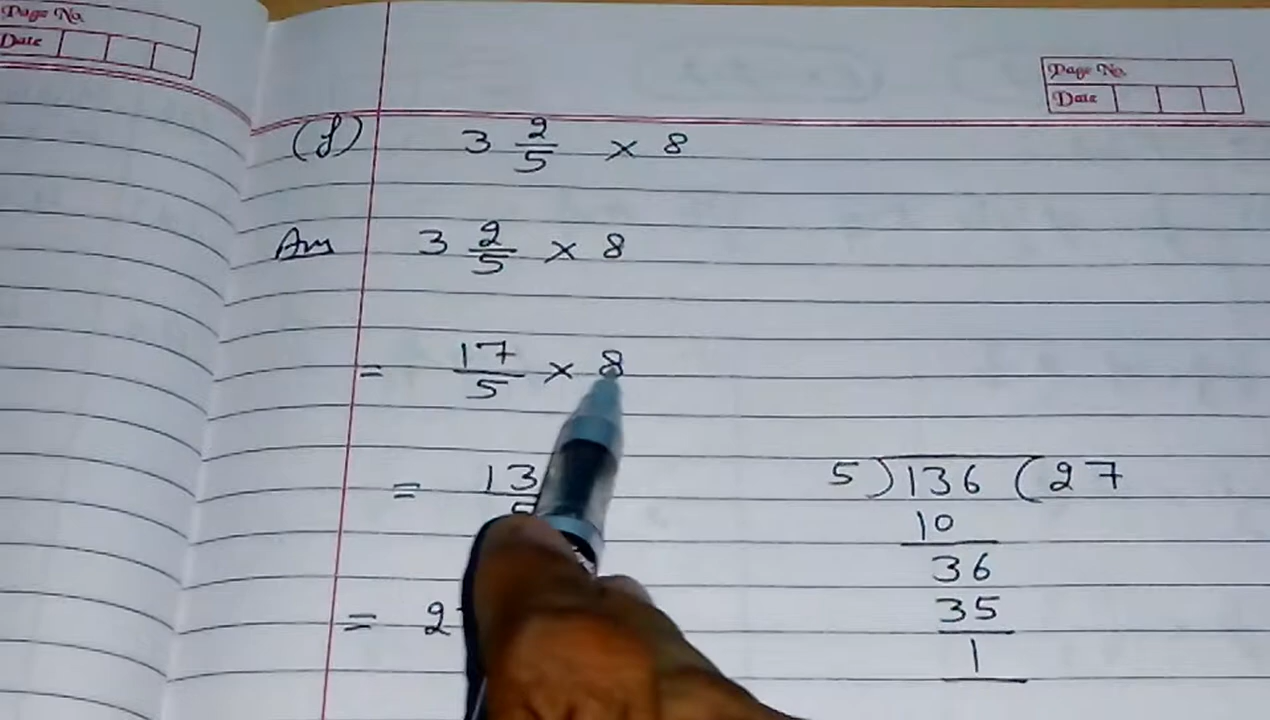 Page No.
Date
Page No.
Date
(f) 3 2/5 × 8
Ans 3 2/5 × 8
= 17/5 × 8
= 13
= 2
5 ) 136 ( 27
10
36
35
1